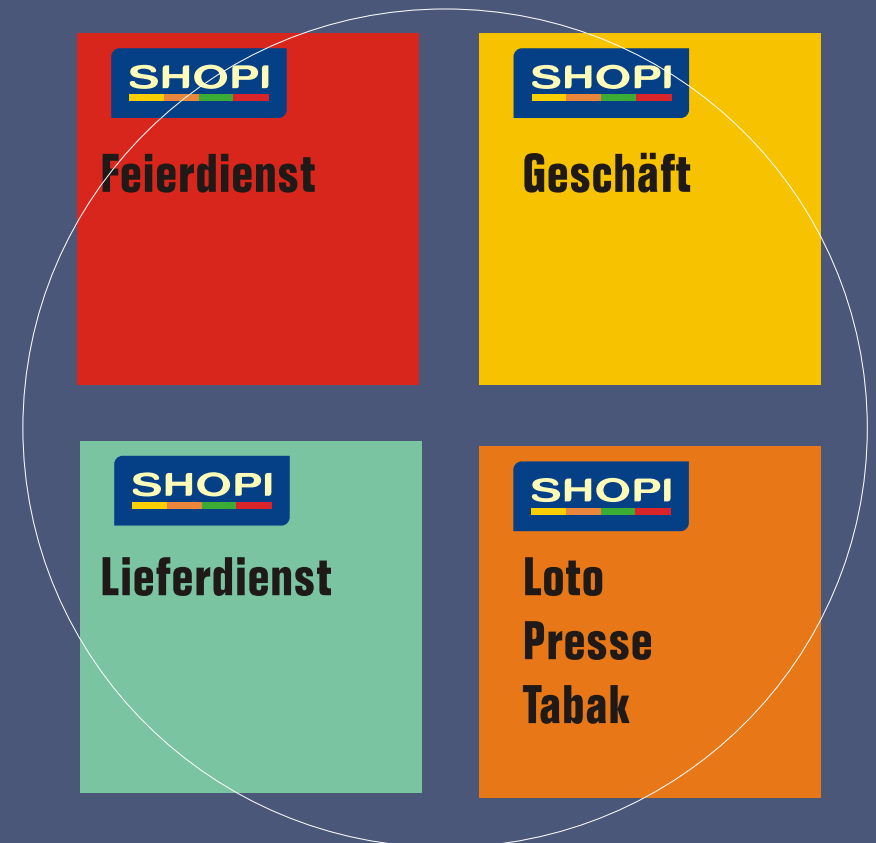 SHOPI
Feierdienst
SHOPI
Geschäft
SHOPI
Lieferdienst
SHOPI
Loto
Presse
Tabak